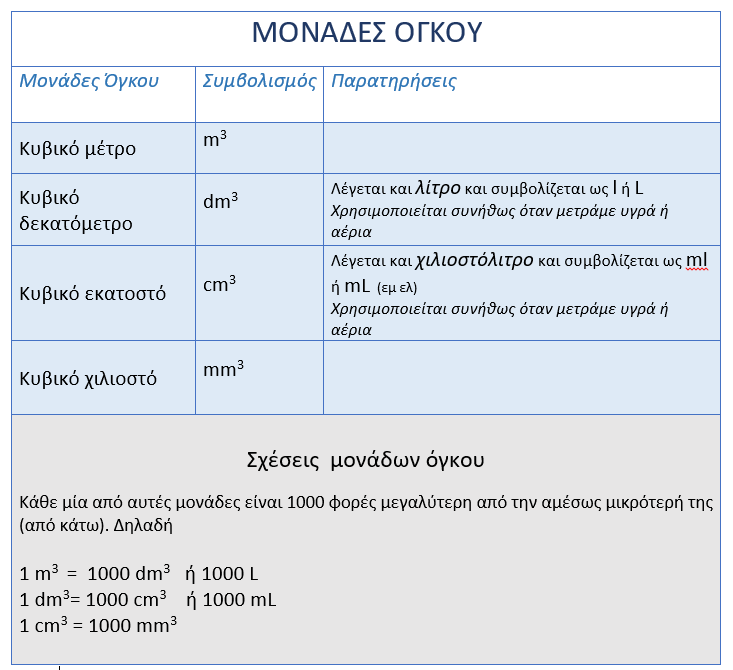 ΜΟΝΑΔΕΣ ΟΓΚΟΥ
Μονάδες Όγκου Συμβολισμός Παρατηρήσεις
Κυβικό μέτρο m³
Κυβικό δεκατόμετρο dm³
Λέγεται και λίτρο και συμβολίζεται ως l ή L
Χρησιμοποιείται συνήθως όταν μετράμε υγρά ή
αέρια
Κυβικό εκατοστό cm³
Λέγεται και χιλιοστόλιτρο και συμβολίζεται ως ml
ή mL (εμ ελ)
Χρησιμοποιείται συνήθως όταν μετράμε υγρά ή
αέρια
Κυβικό χιλιοστό mm³
Σχέσεις μονάδων όγκου
Κάθε μία από αυτές μονάδες είναι 1000 φορές μεγαλύτερη από την αμέσως μικρότερή της
(από κάτω). Δηλαδή
1 m³ = 1000 dm³ ή 1000 L
1 dm³= 1000 cm³ ή 1000 mL
1 cm³ = 1000 mm³